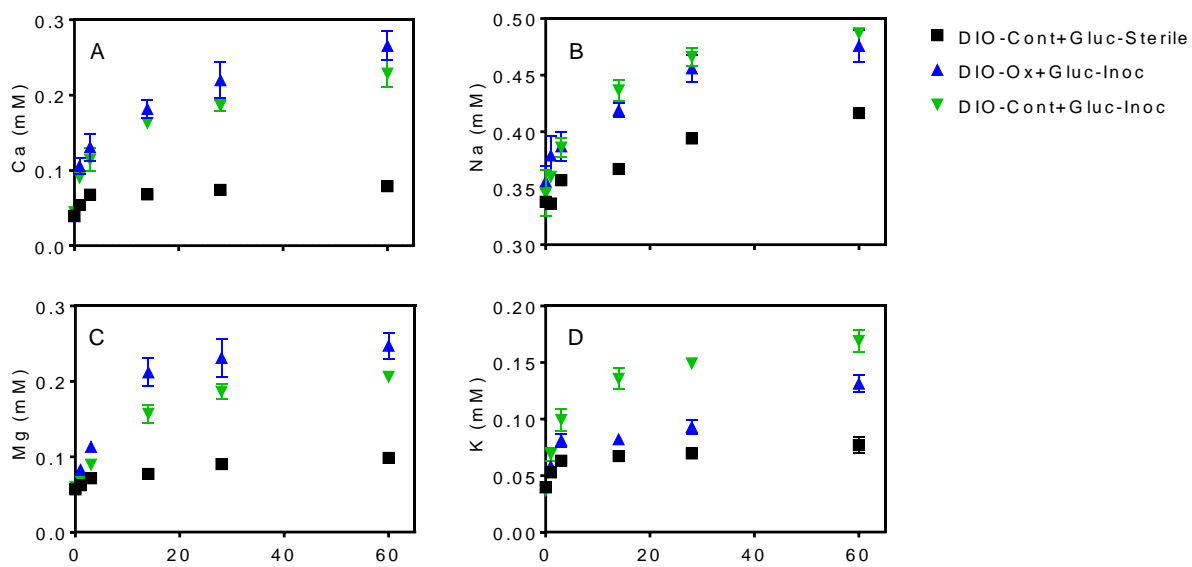 A
Ca (mM)
0.3
0.2
0.1
0.0
B
Na (mM)
0.50
0.45
0.40
0.35
0.30
DIO-Cont+Gluc-Sterile
DIO-Ox+Gluc-Inoc
DIO-Cont+Gluc-Inoc
C
Mg (mM)
0.3
0.2
0.1
0.0
0 20 40 60
D
K (mM)
0.20
0.15
0.10
0.05
0.00
0 20 40 60